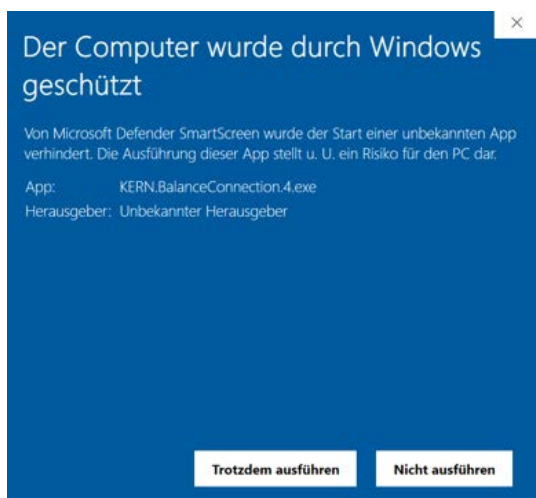 Der Computer wurde durch Windows
geschützt
Von Microsoft Defender SmartScreen wurde der Start einer unbekannten App
verhindert. Die Ausführung dieser App stellt u. U. ein Risiko für den PC dar.
App: KERN.BalanceConnection.4.exe
Herausgeber: Unbekannter Herausgeber
Trotzdem ausführen Nicht ausführen